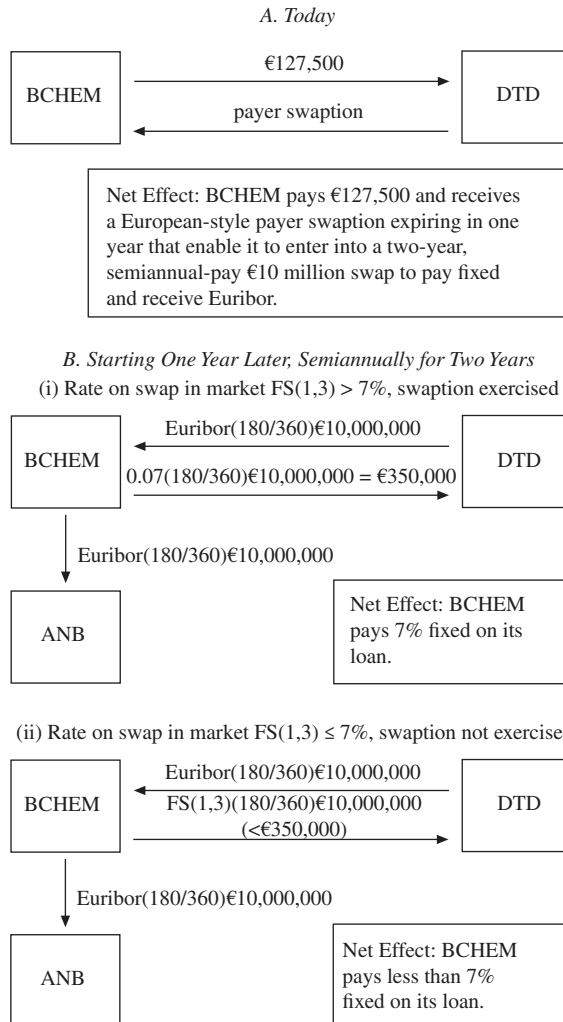 A. Today
€127,500
BCHEM
DTD
payer swaption
Net Effect: BCHEM pays €127,500 and receives
a European-style payer swaption expiring in one
year that enable it to enter into a two-year,
semiannual-pay €10 million swap to pay fixed
and receive Euribor.
B. Starting One Year Later, Semiannually for Two Years
(i) Rate on swap in market FS(1,3) > 7%, swaption exercised
Euribor(180/360)€10,000,000
BCHEM
DTD
0.07(180/360)€10,000,000 = €350,000
Euribor(180/360)€10,000,000
ANB
Net Effect: BCHEM
pays 7% fixed on its
loan.
(ii) Rate on swap in market FS(1,3) ≤ 7%, swaption not exercise
Euribor(180/360)€10,000,000
BCHEM
DTD
FS(1,3)(180/360)€10,000,000
(<€350,000)
Euribor(180/360)€10,000,000
ANB
Net Effect: BCHEM
pays less than 7%
fixed on its loan.